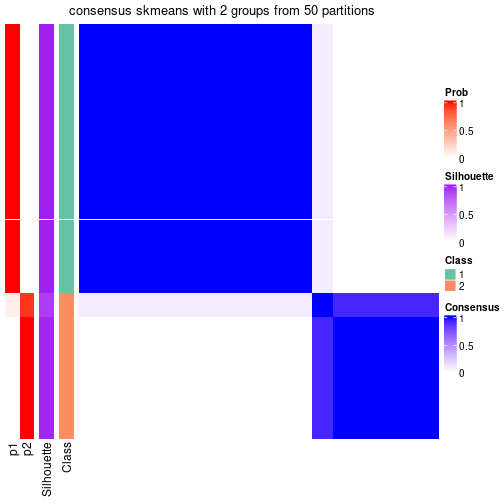 consensus skmeans with 2 groups from 50 partitions
Prob
1
0.5
0
Silhouette
1
0.5
0
Class
1
2
Consensus
1
0.5
0
p1
p2
Silhouette
Class